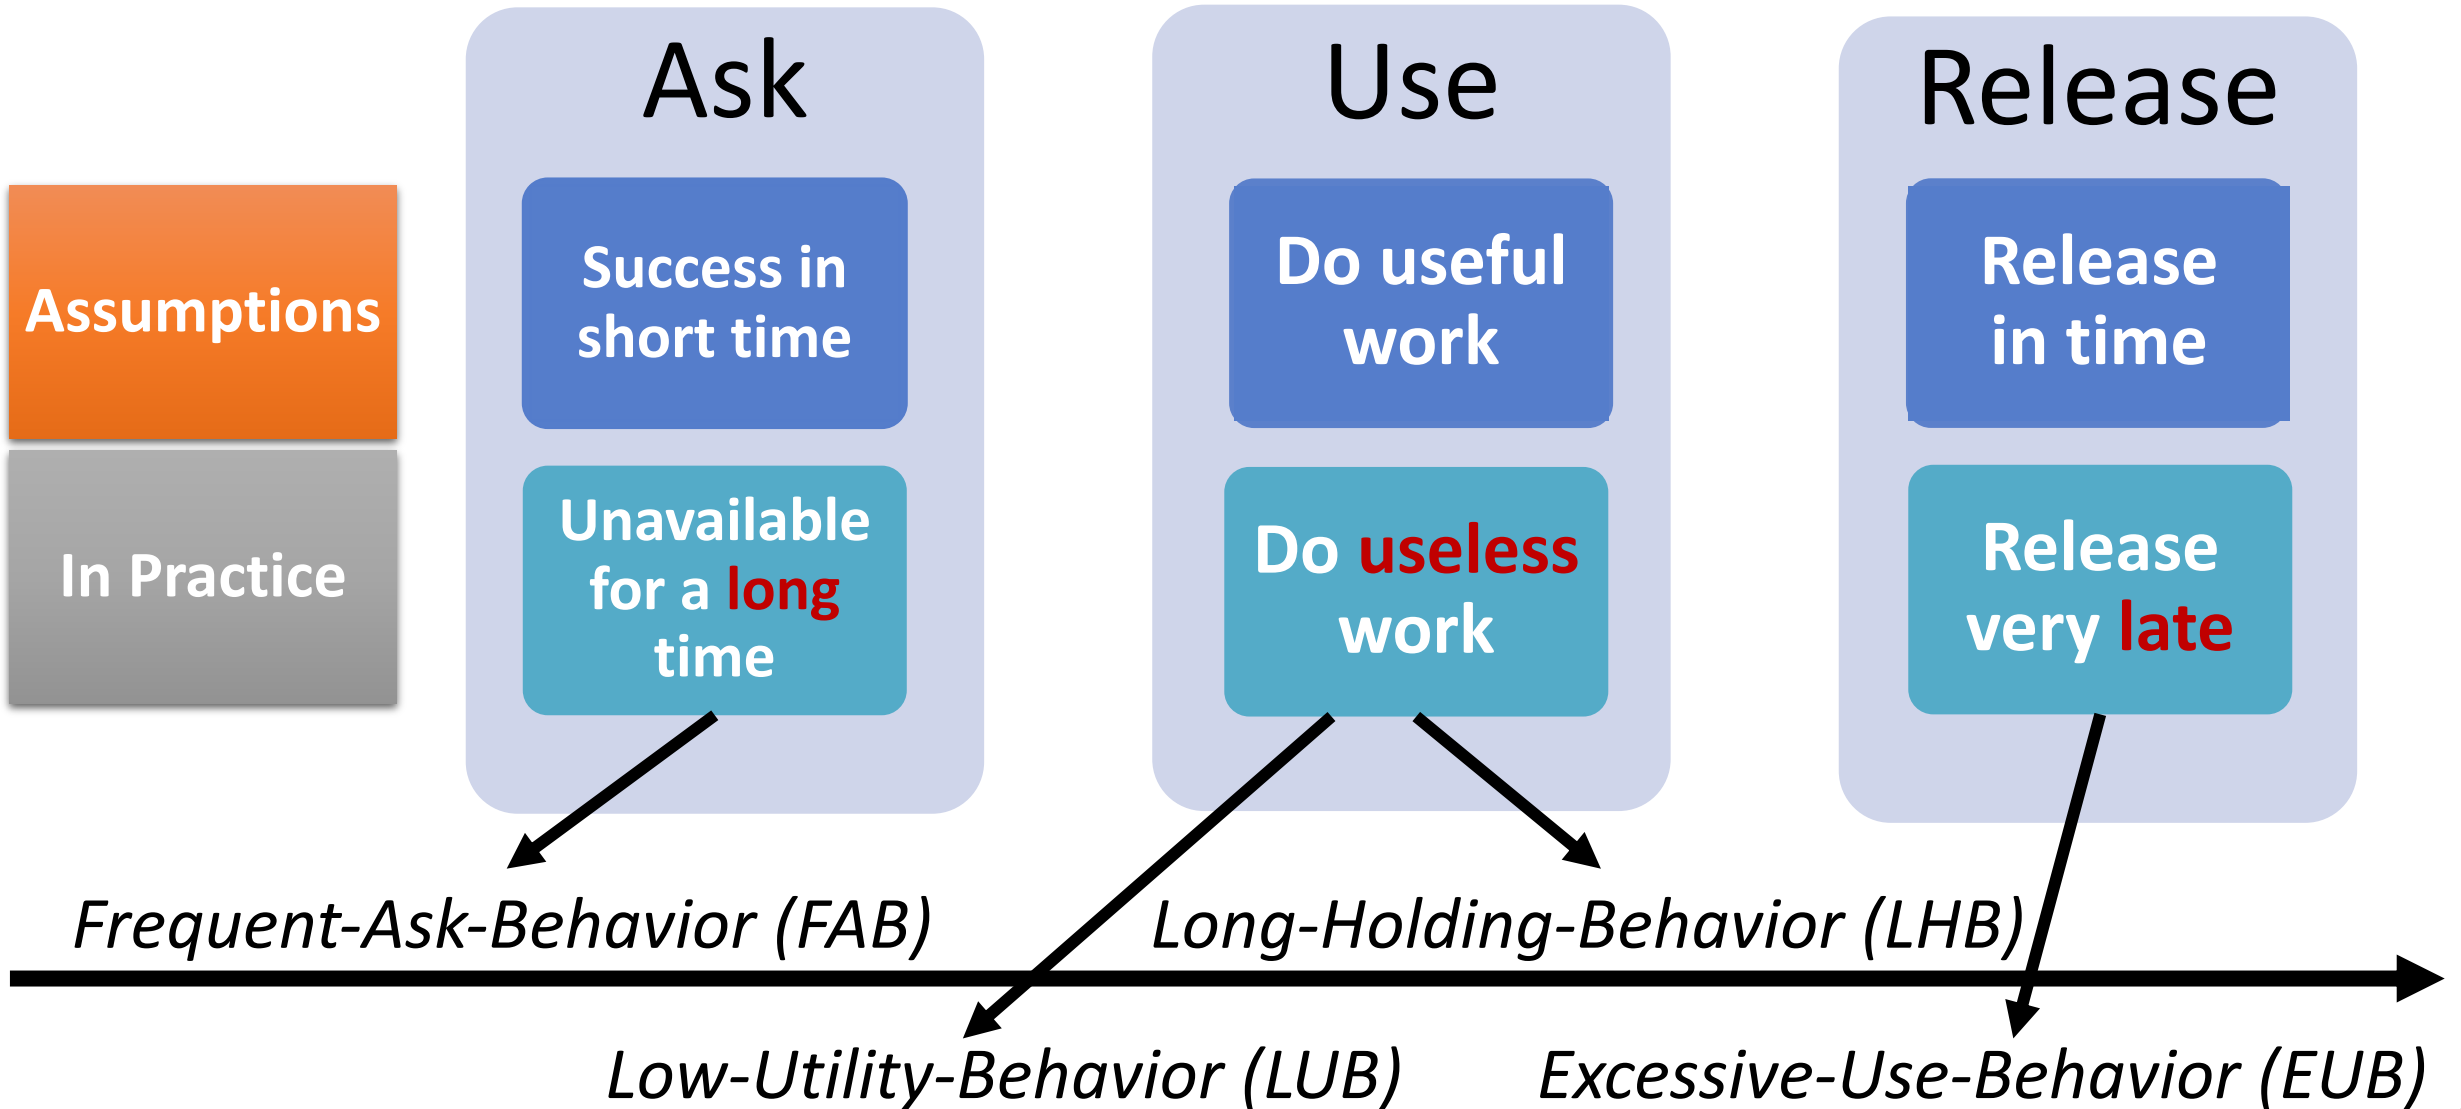 Ask
Use
Release
Assumptions
Success in
short time
Do useful
work
Release
in time
In Practice
Unavailable
for a long
time
Do useless
work
Release
very late
Frequent-Ask-Behavior (FAB)
Long-Holding-Behavior (LHB)
Low-Utility-Behavior (LUB)
Excessive-Use-Behavior (EUB)